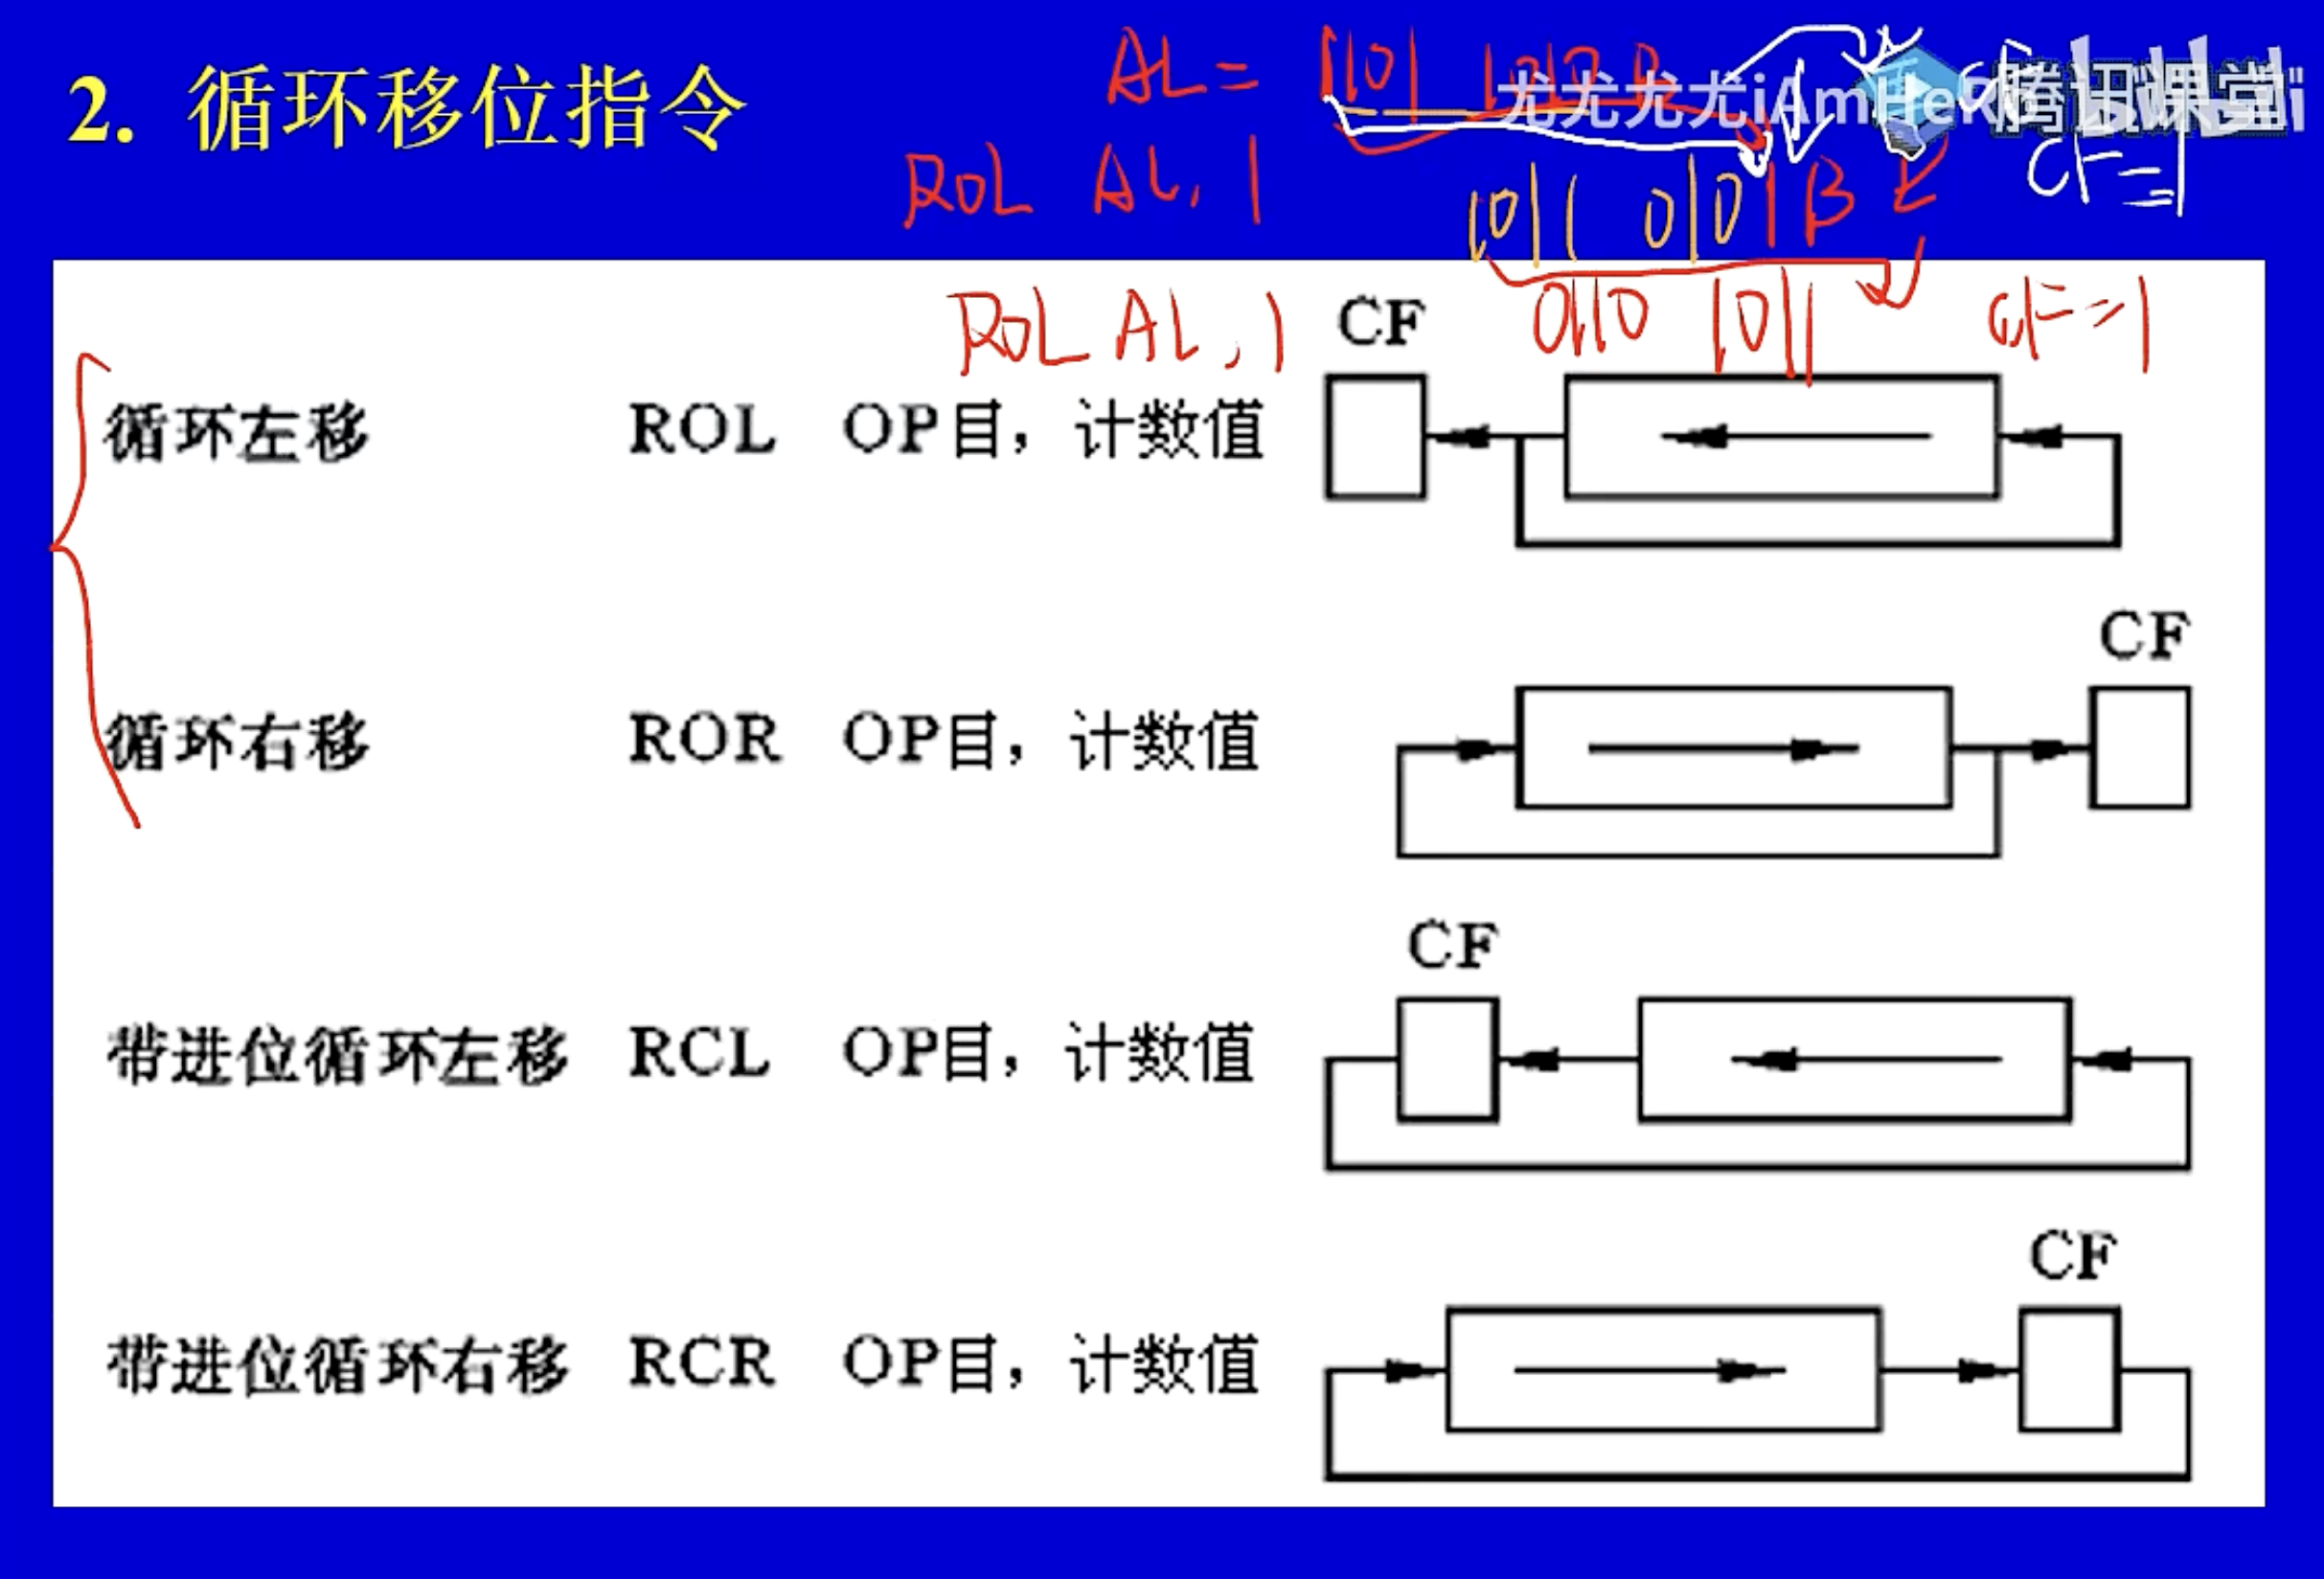 2. 循环移位指令
AL = 1101
尤尤尤尤iAmHeR
腾讯课堂
ROL AL, 1
1011 0101 B
CF=1
ROL AL, 1
0110 1011
CF=1
CF
循环左移 ROL OP目，计数值
CF
循环右移 ROR OP目，计数值
CF
带进位循环左移 RCL OP目，计数值
CF
带进位循环右移 RCR OP目，计数值